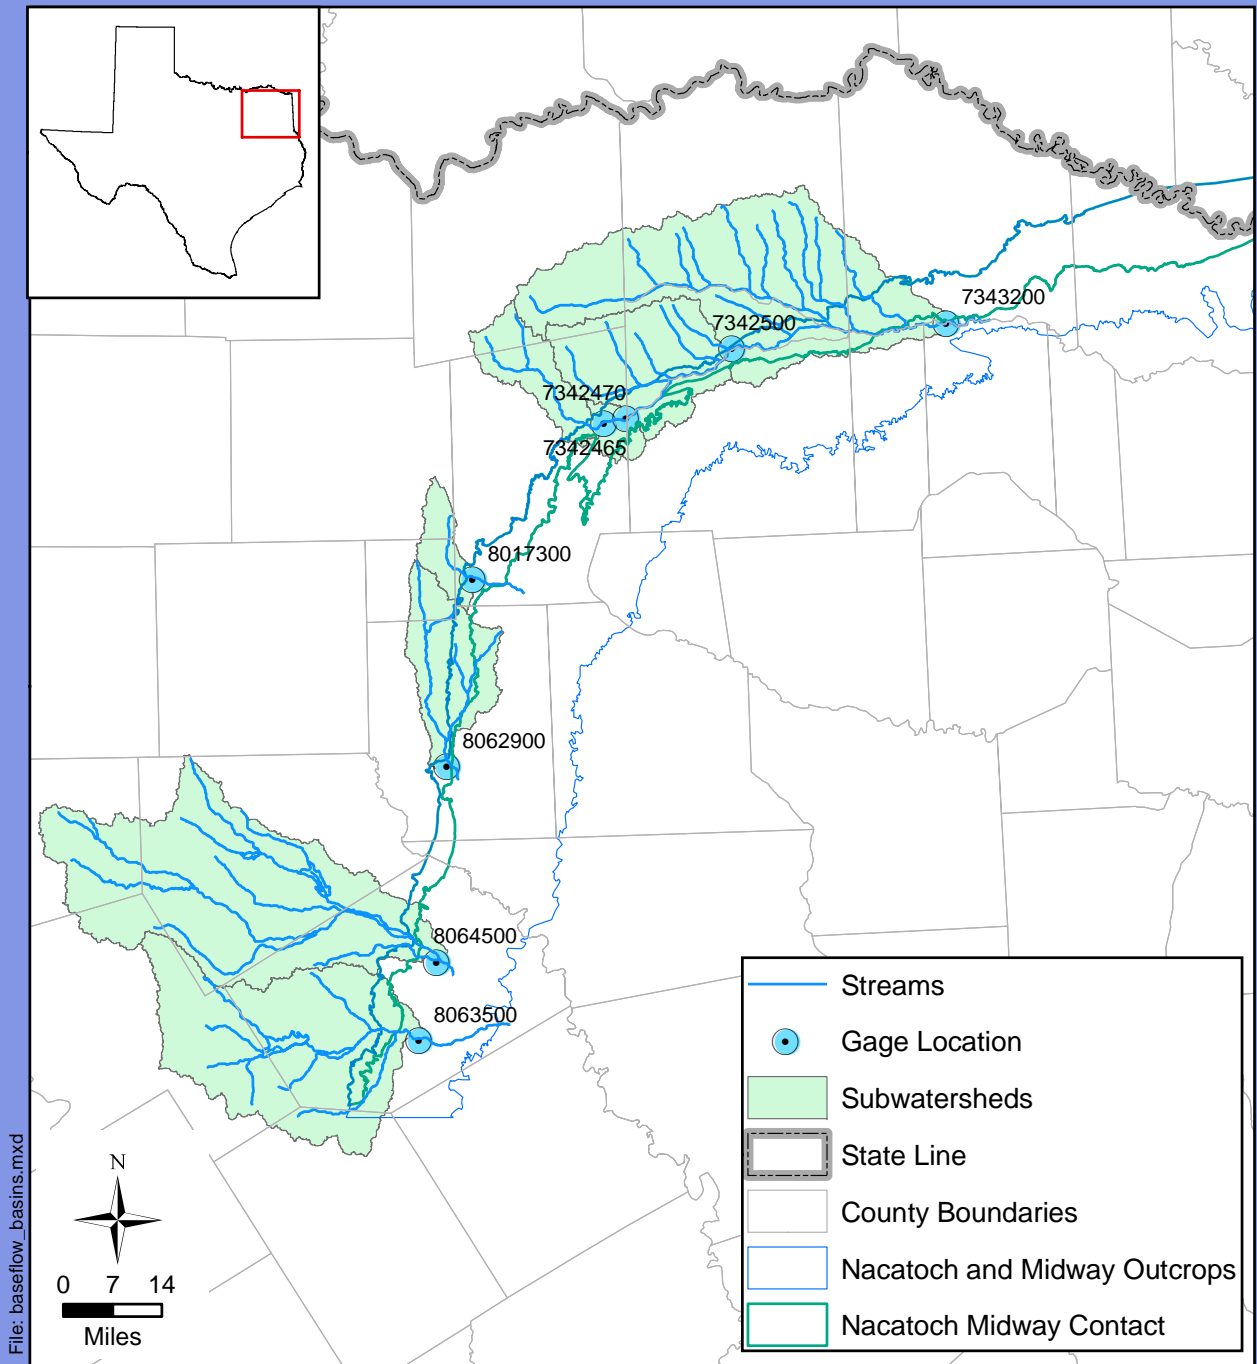 7343200
7342500
7342470
7342465
8017300
8062900
8064500
8063500
Streams
Gage Location
Subwatersheds
State Line
County Boundaries
Nacatoch and Midway Outcrops
Nacatoch Midway Contact
N
0 7 14
Miles
File: baseflow_basins.mxd